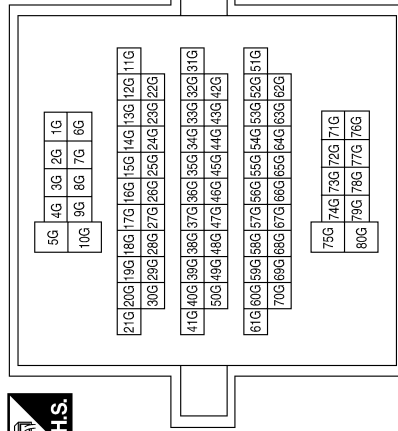 5G 4G 3G 2G 1G
10G 9G 8G 7G 6G
21G 20G 19G 18G 17G 16G 15G 14G 13G 12G 11G
30G 29G 28G 27G 26G 25G 24G 23G 22G
41G 40G 39G 38G 37G 36G 35G 34G 33G 32G 31G
50G 49G 48G 47G 46G 45G 44G 43G 42G
61G 60G 59G 58G 57G 56G 55G 54G 53G 52G 51G
70G 69G 68G 67G 66G 65G 64G 63G 62G
75G 74G 73G 72G 71G
80G 79G 78G 77G 76G
H.S.